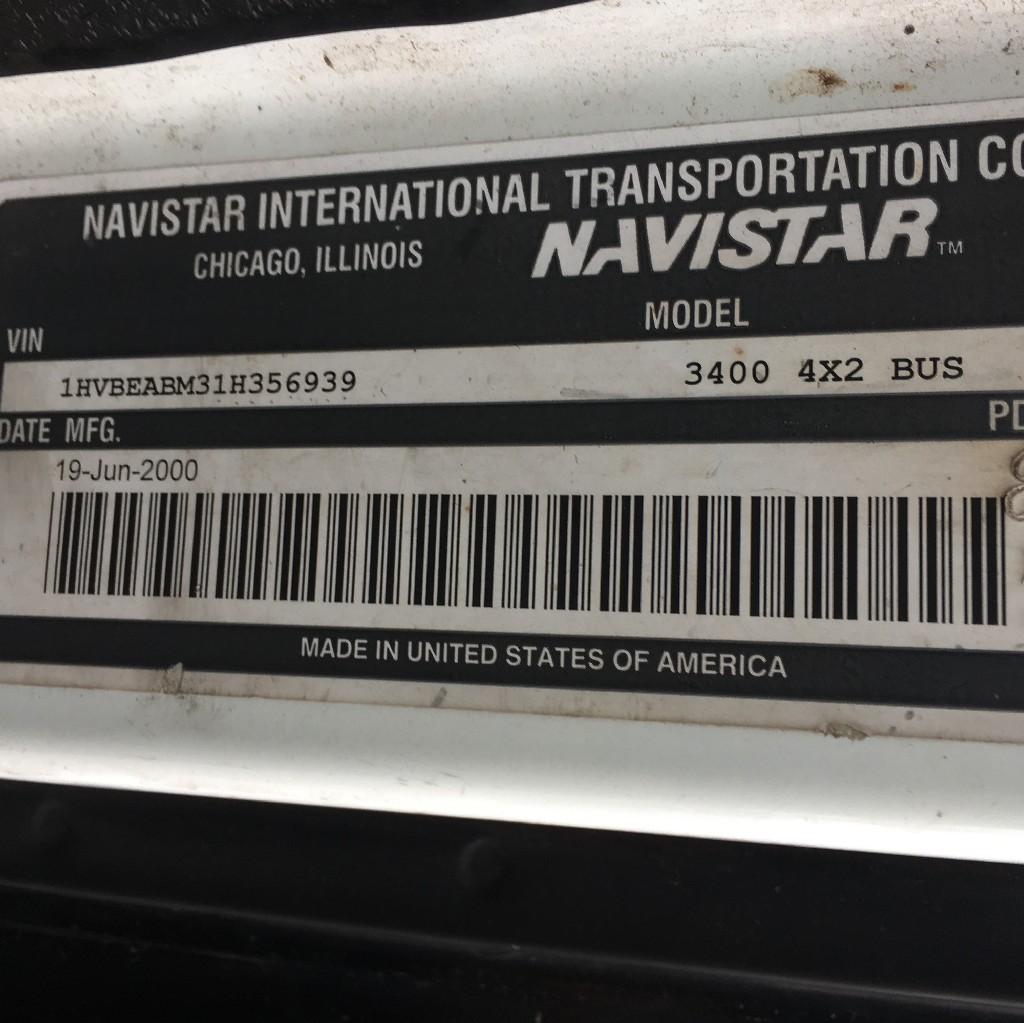 NAVISTAR INTERNATIONAL TRANSPORTATION CO
CHICAGO, ILLINOIS
NAVISTAR™
VIN
MODEL
1HVBEABM31H356939
3400 4X2 BUS
DATE MFG.
19-Jun-2000
MADE IN UNITED STATES OF AMERICA